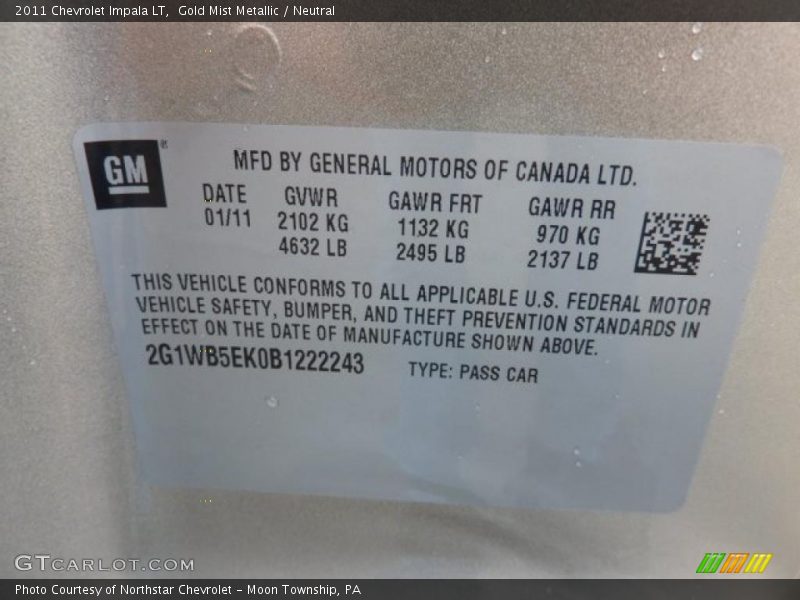 2011 Chevrolet Impala LT, Gold Mist Metallic / Neutral
GM
MFD BY GENERAL MOTORS OF CANADA LTD.
DATE GVWR GAWR FRT GAWR RR
01/11 2102 KG 1132 KG 970 KG
4632 LB 2495 LB 2137 LB
THIS VEHICLE CONFORMS TO ALL APPLICABLE U.S. FEDERAL MOTOR
VEHICLE SAFETY, BUMPER, AND THEFT PREVENTION STANDARDS IN
EFFECT ON THE DATE OF MANUFACTURE SHOWN ABOVE.
2G1WB5EK0B1222243 TYPE: PASS CAR
GTCARLOT.COM
Photo Courtesy of Northstar Chevrolet - Moon Township, PA